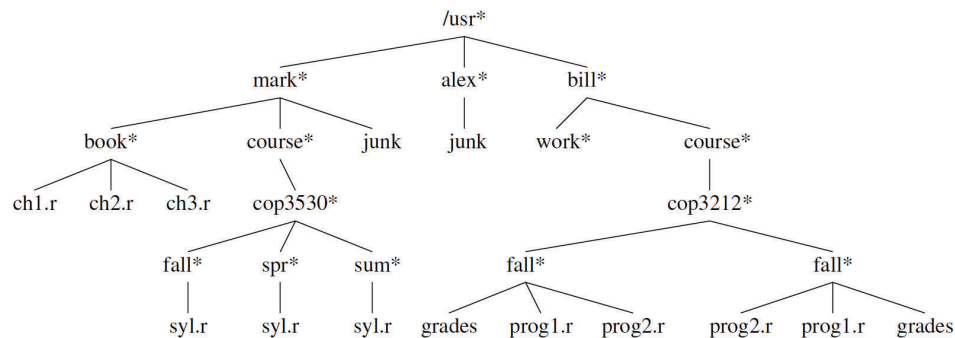 /usr*
mark* alex* bill*
book* course* junk junk work* course*
ch1.r ch2.r ch3.r cop3530* cop3212*
fall* spr* sum* fall* fall*
syl.r syl.r syl.r grades prog1.r prog2.r prog2.r prog1.r grades